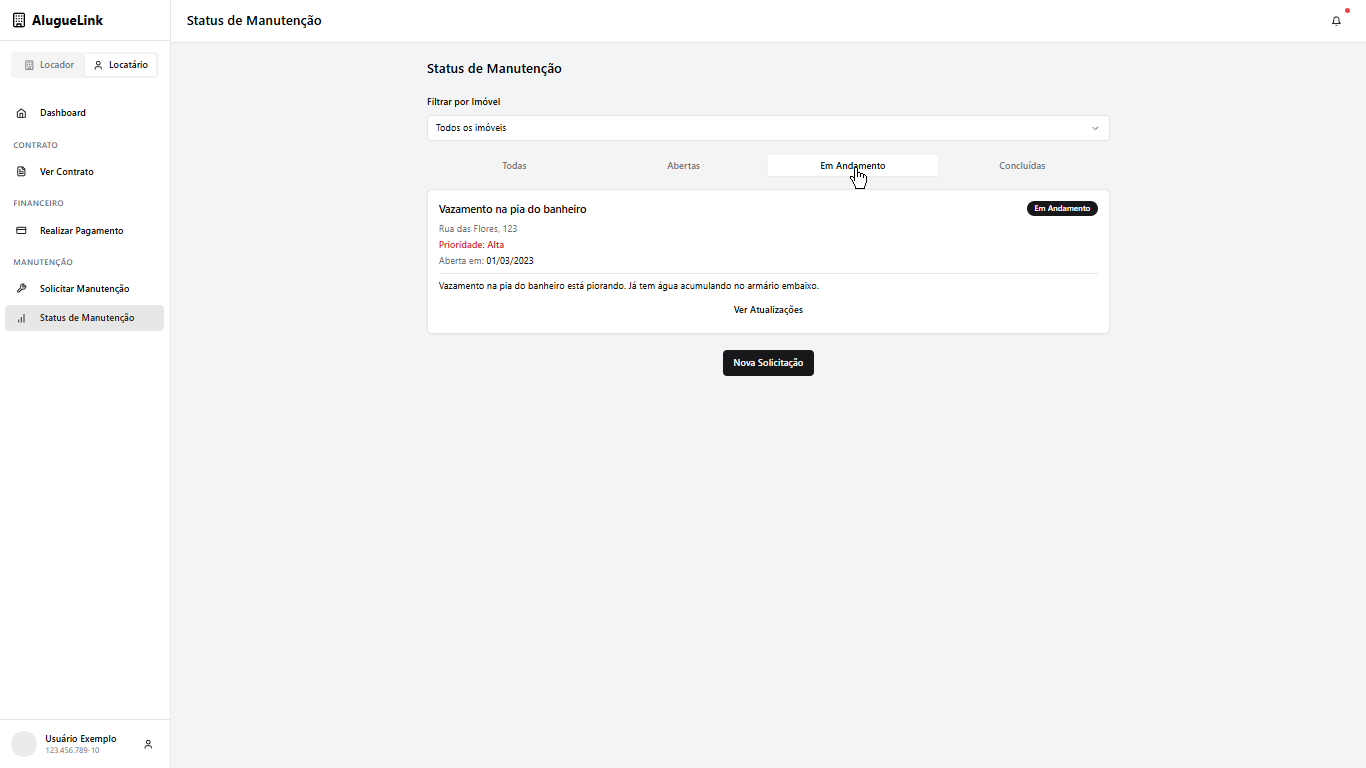 AlugueLink
Status de Manutenção
Locador
Locatário
Dashboard
CONTRATO
Ver Contrato
FINANCEIRO
Realizar Pagamento
MANUTENÇÃO
Solicitar Manutenção
Status de Manutenção
Usuário Exemplo
123.456.789-10
Status de Manutenção
Filtrar por Imóvel
Todos os imóveis
Todas
Abertas
Em Andamento
Concluídas
Vazamento na pia do banheiro
Em Andamento
Rua das Flores, 123
Prioridade: Alta
Aberta em: 01/03/2023
Vazamento na pia do banheiro está piorando. Já tem água acumulando no armário embaixo.
Ver Atualizações
Nova Solicitação